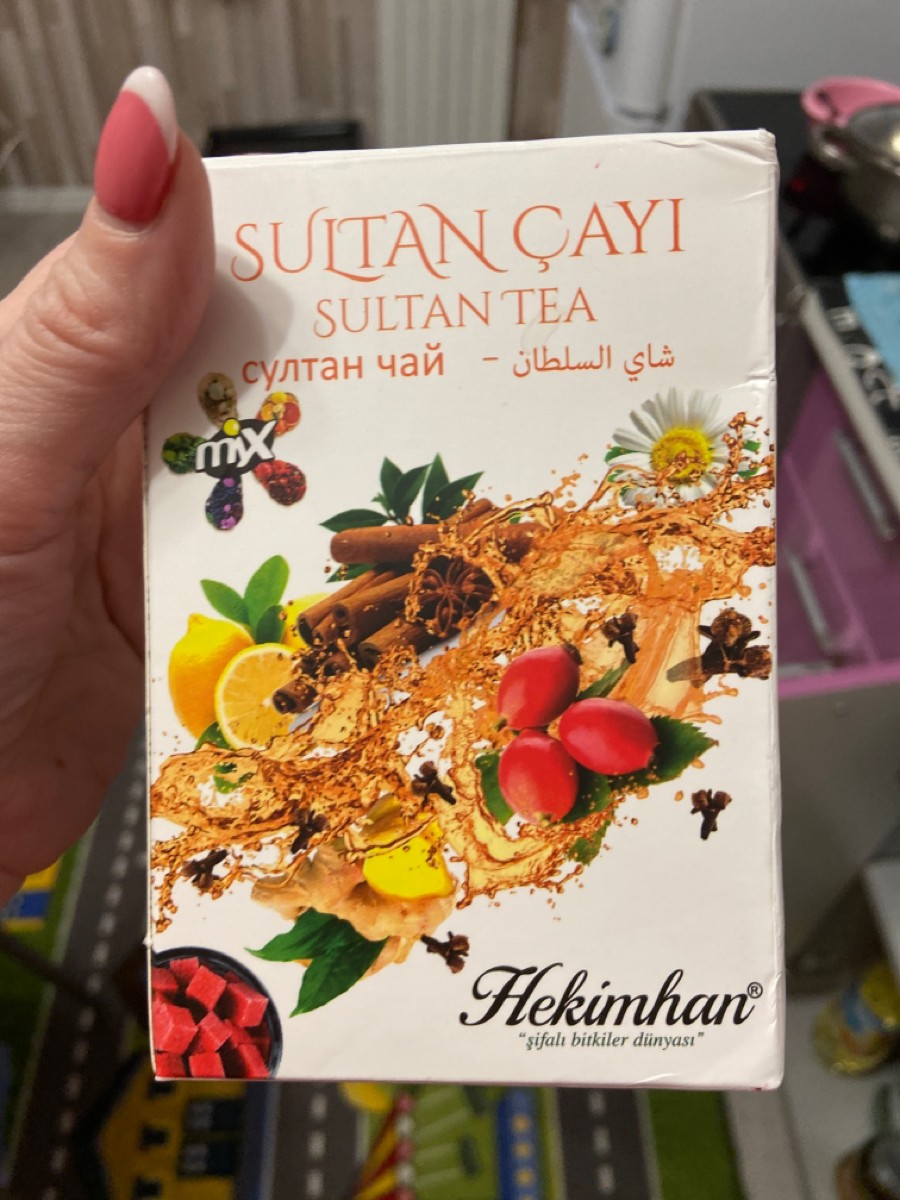 SULTAN ÇAYI
SULTAN TEA
султан чай - شاي السلطان
mix
Hekimhan®
“şifalı bitkiler dünyası”